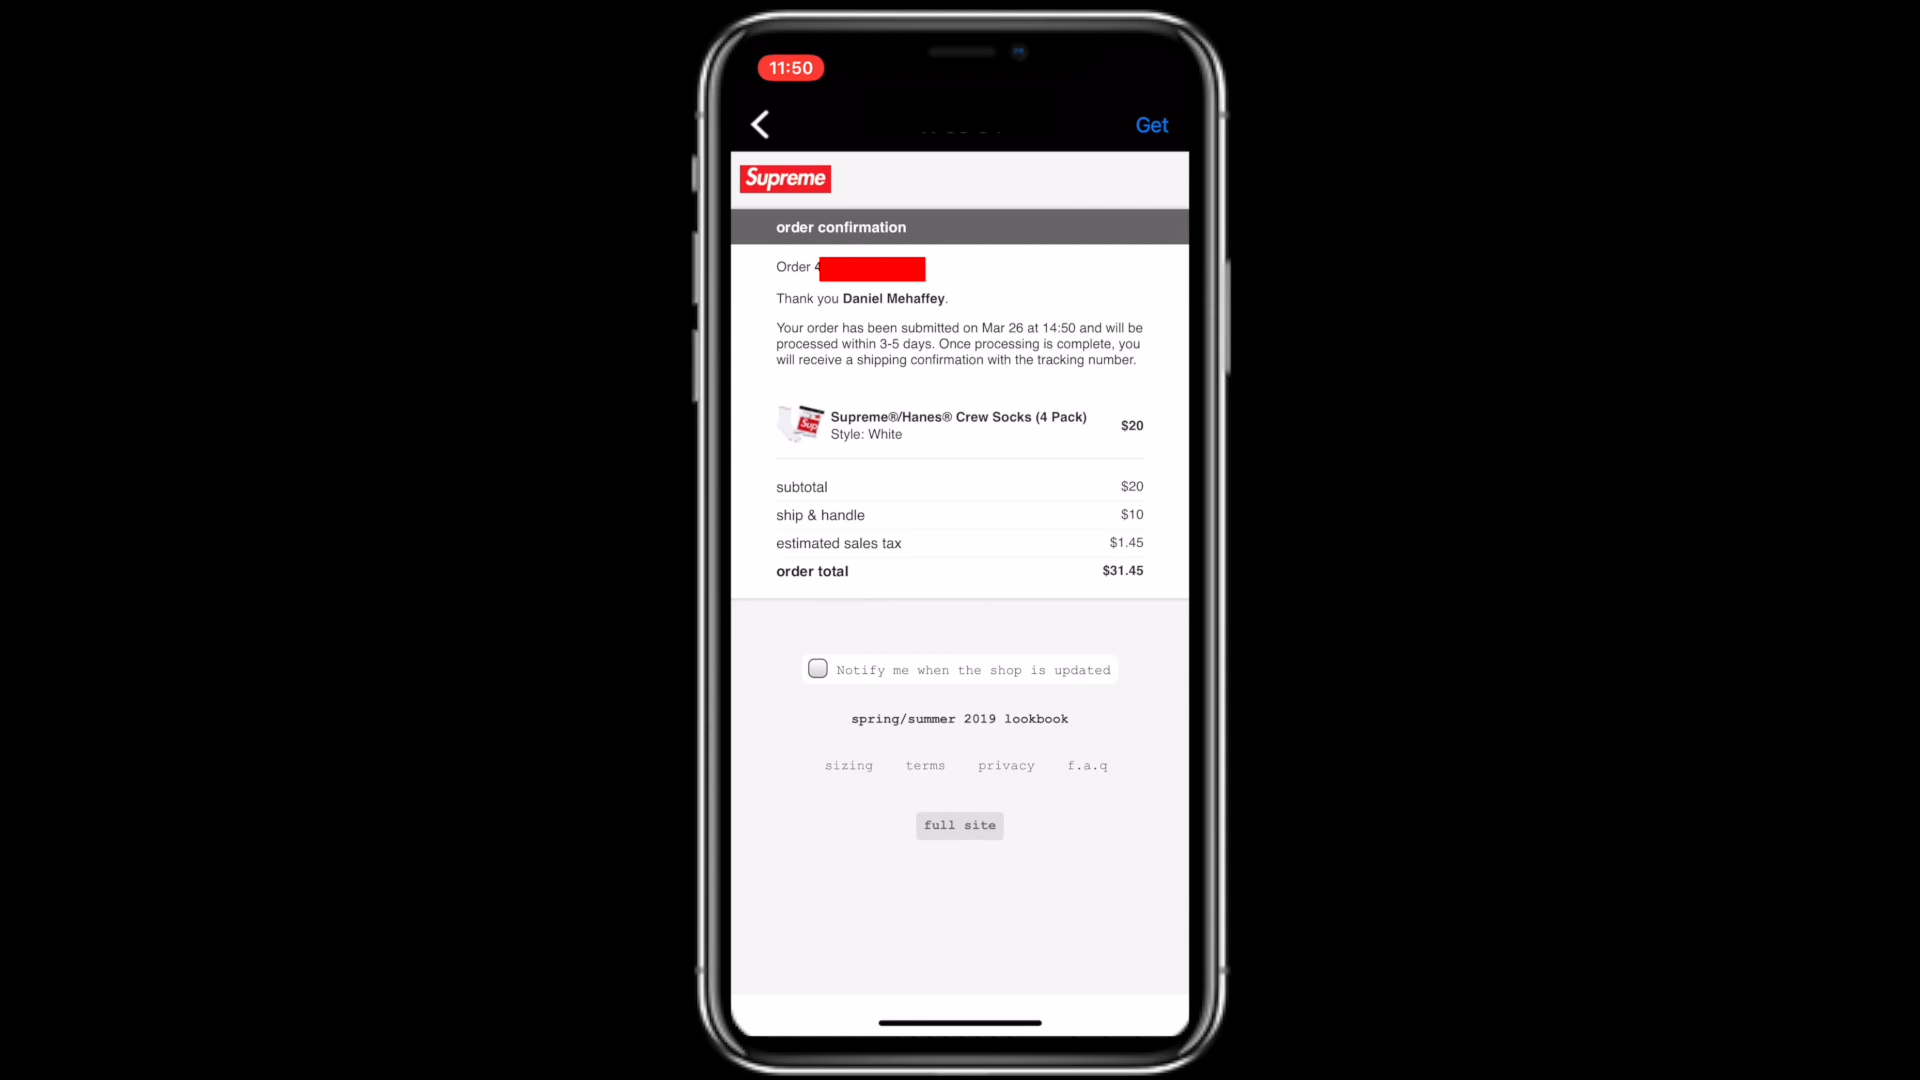 11:50
Get
Supreme
order confirmation
Order 4
Thank you Daniel Mehaffey.
Your order has been submitted on Mar 26 at 14:50 and will be
processed within 3-5 days. Once processing is complete, you
will receive a shipping confirmation with the tracking number.
Supreme®/Hanes® Crew Socks (4 Pack)
Style: White
$20
Sup
subtotal $20
ship & handle $10
estimated sales tax $1.45
order total $31.45
Notify me when the shop is updated
spring/summer 2019 lookbook
sizing terms privacy f.a.q
full site